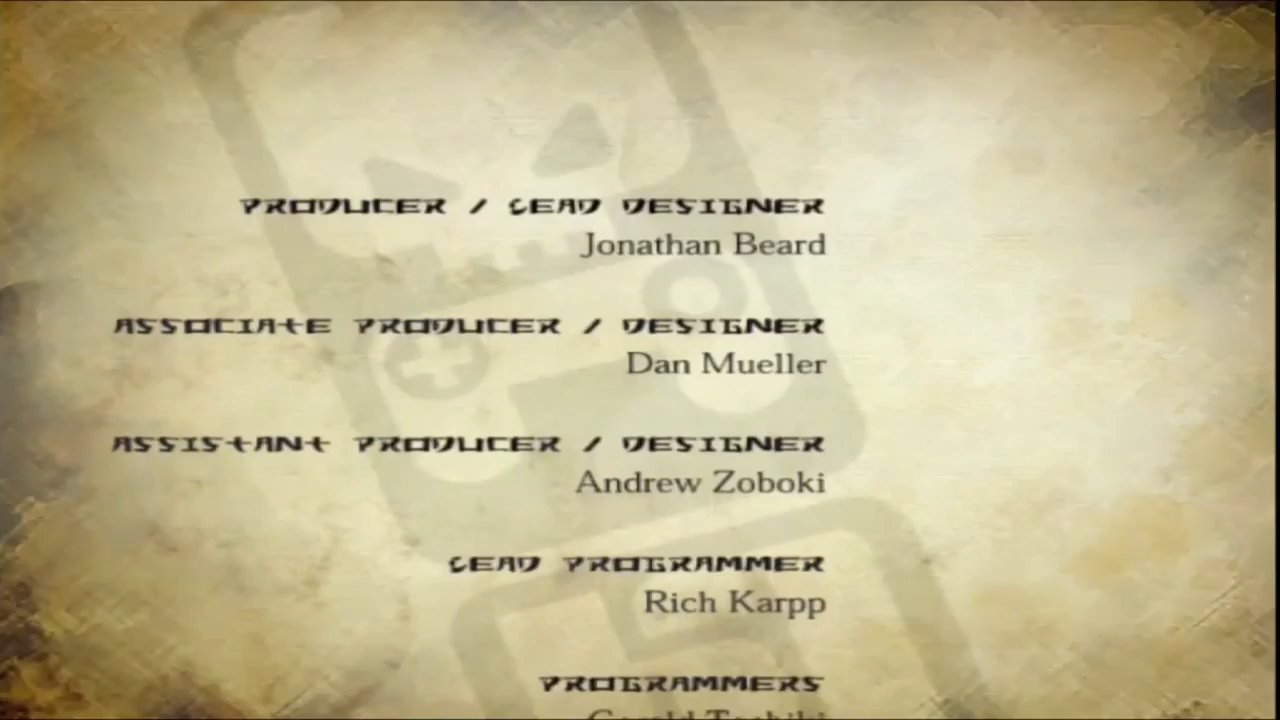 PRODUCER / LEAD DESIGNER
Jonathan Beard
ASSOCIATE PRODUCER / DESIGNER
Dan Mueller
ASSISTANT PRODUCER / DESIGNER
Andrew Zoboki
LEAD PROGRAMMER
Rich Karpp
PROGRAMMERS